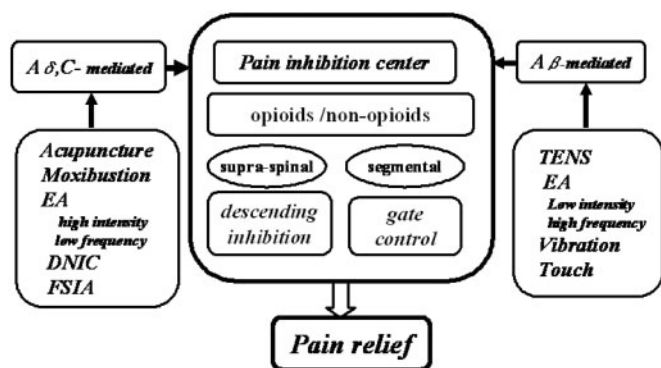 A δ,C- mediated
Acupuncture
Moxibustion
EA
high intensity
low frequency
DNIC
FSIA
Pain inhibition center
opioids /non-opioids
supra-spinal
segmental
descending
inhibition
gate
control
Pain relief
A β-mediated
TENS
EA
Low intensity
high frequency
Vibration
Touch